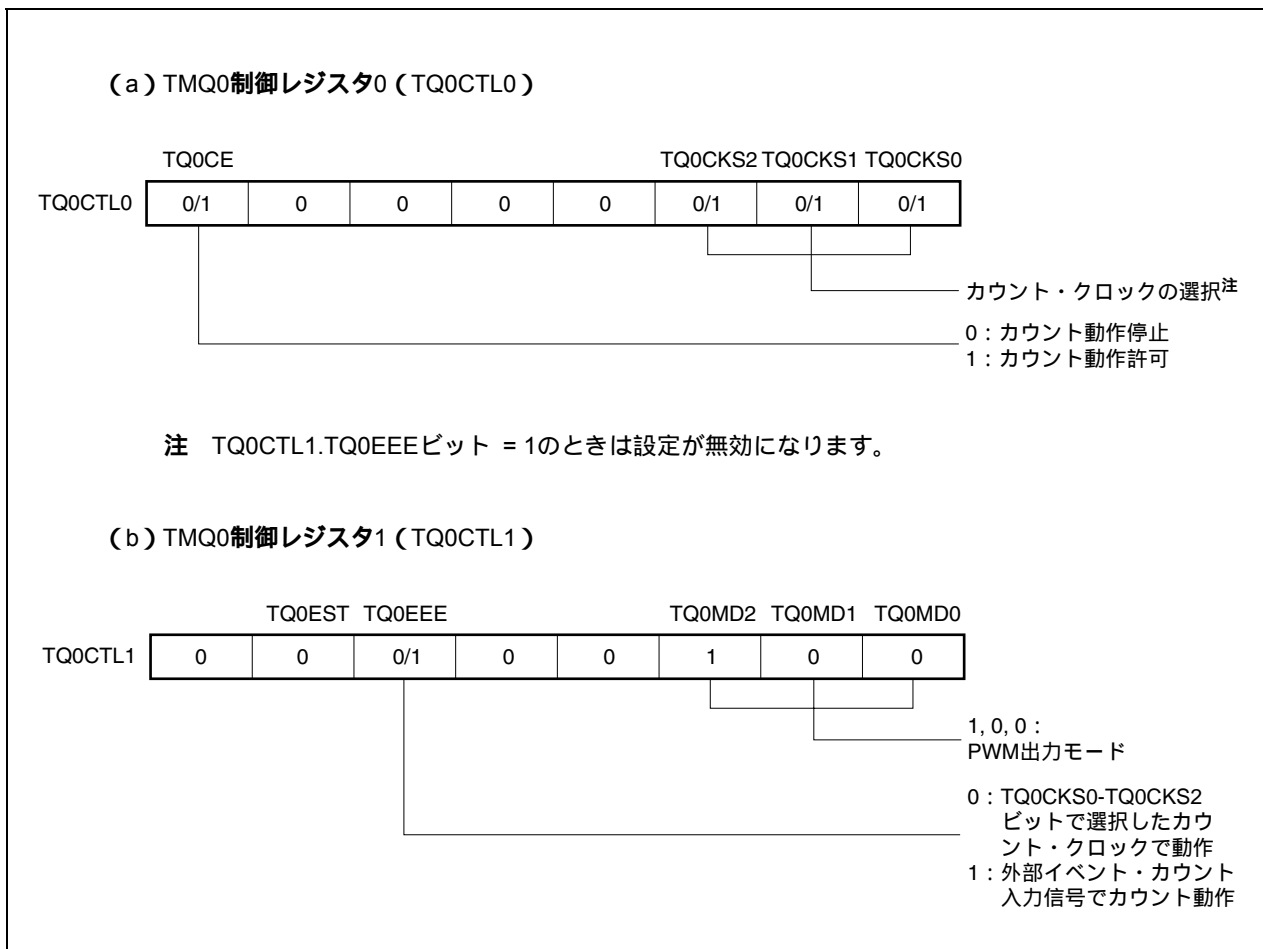 （a）TMQ0制御レジスタ0（TQ0CTL0）
TQ0CE TQ0CKS2 TQ0CKS1 TQ0CKS0
TQ0CTL0 0/1 0 0 0 0 0/1 0/1 0/1
カウント・クロックの選択注
0：カウント動作停止
1：カウント動作許可
注 TQ0CTL1.TQ0EEEビット = 1のときは設定が無効になります。
（b）TMQ0制御レジスタ1（TQ0CTL1）
TQ0EST TQ0EEE TQ0MD2 TQ0MD1 TQ0MD0
TQ0CTL1 0 0 0/1 0 0 1 0 0
1, 0, 0：
PWM出力モード
0：TQ0CKS0-TQ0CKS2
ビットで選択したカウ
ント・クロックで動作
1：外部イベント・カウント
入力信号でカウント動作